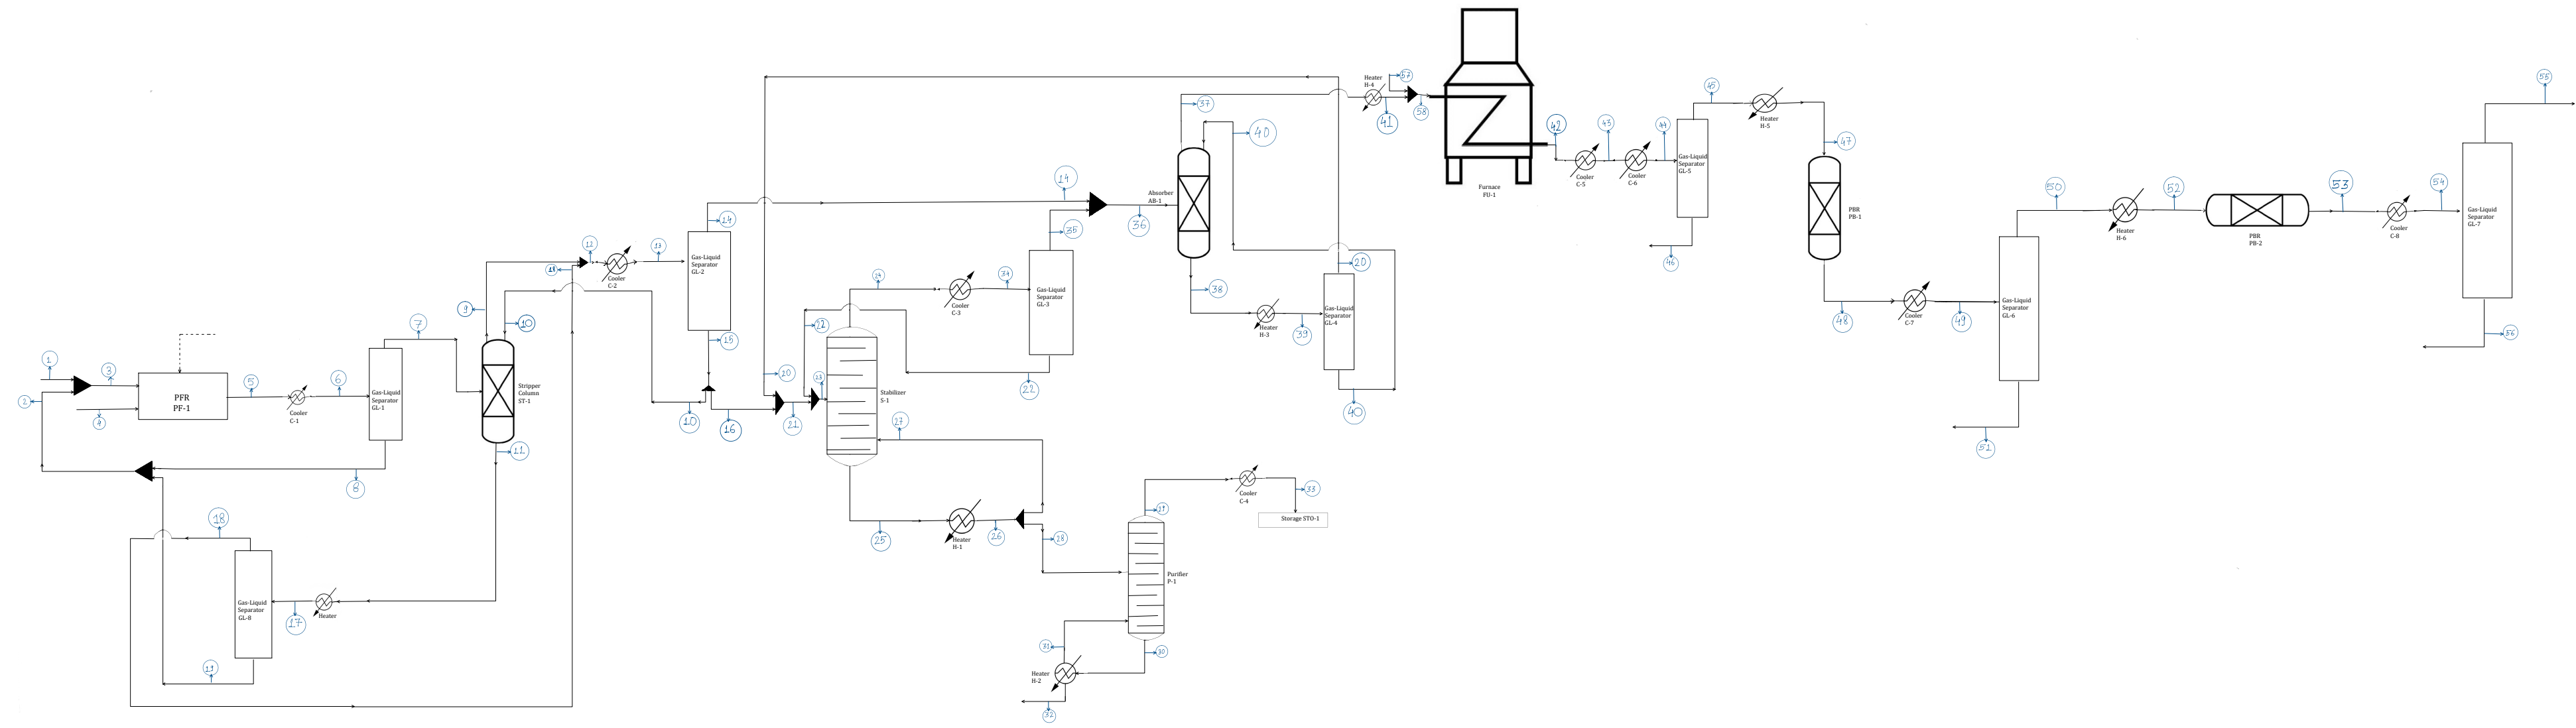 1
2
3
4
PFR
PF-1
5
Cooler
C-1
6
Gas-Liquid
Separator
GL-1
7
8
9
10
Stripper
Column
ST-1
11
12
Cooler
C-2
13
Gas-Liquid
Separator
GL-2
24
15
10
16
14
20
21
22
23
Stabilizer
S-1
24
Cooler
C-3
34
Gas-Liquid
Separator
GL-3
35
22
27
25
Heater
H-1
26
28
29
Cooler
C-4
33
Storage STO-1
Purifier
P-1
30
31
Heater
H-2
32
18
Gas-Liquid
Separator
GL-8
17
Heater
19
36
Absorber
AB-1
37
40
38
Heater
H-3
39
Gas-Liquid
Separator
GL-4
20
40
Heater
H-4
41
57
58
Furnace
FU-1
42
Cooler
C-5
43
Cooler
C-6
44
Gas-Liquid
Separator
GL-5
45
46
Heater
H-5
47
PBR
PB-1
48
Cooler
C-7
49
Gas-Liquid
Separator
GL-6
50
51
Heater
H-6
52
PBR
PB-2
53
Cooler
C-8
54
Gas-Liquid
Separator
GL-7
55
56